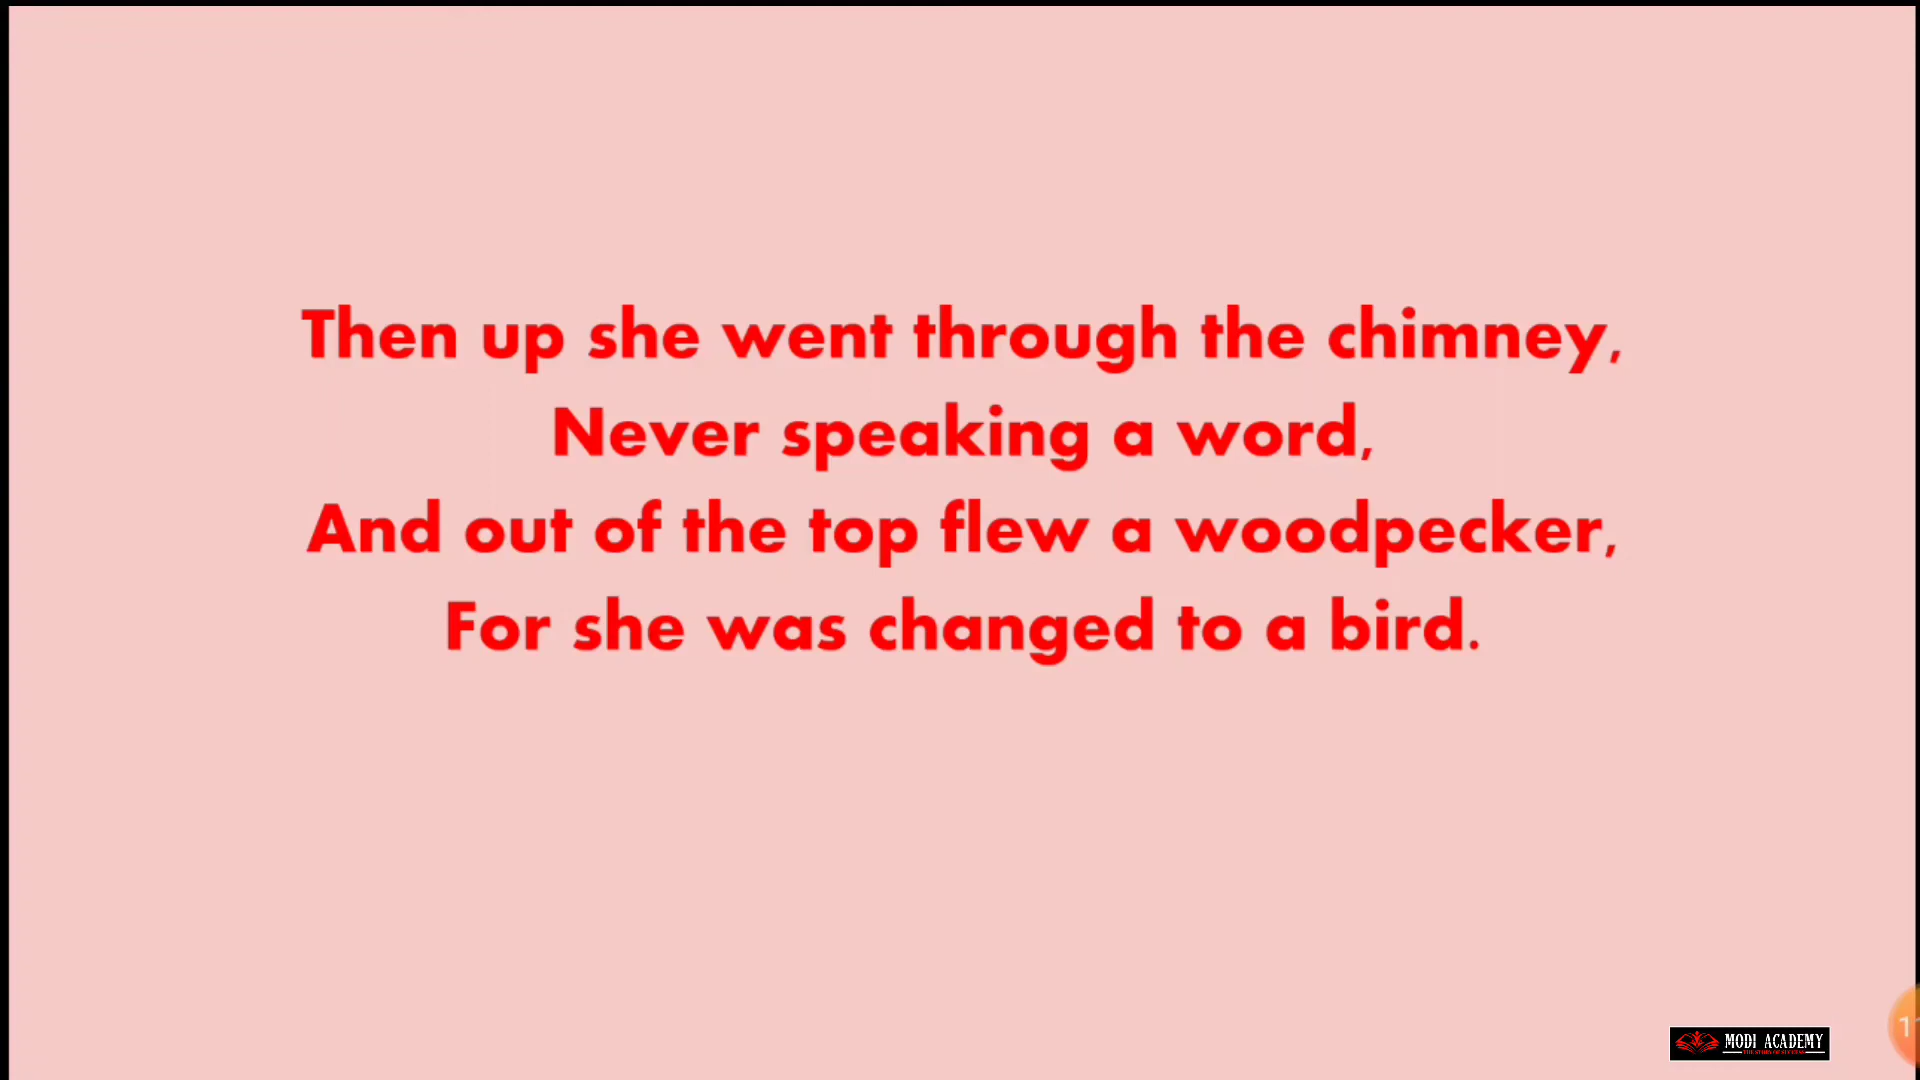 Then up she went through the chimney,
Never speaking a word,
And out of the top flew a woodpecker,
For she was changed to a bird.
MODI ACADEMY